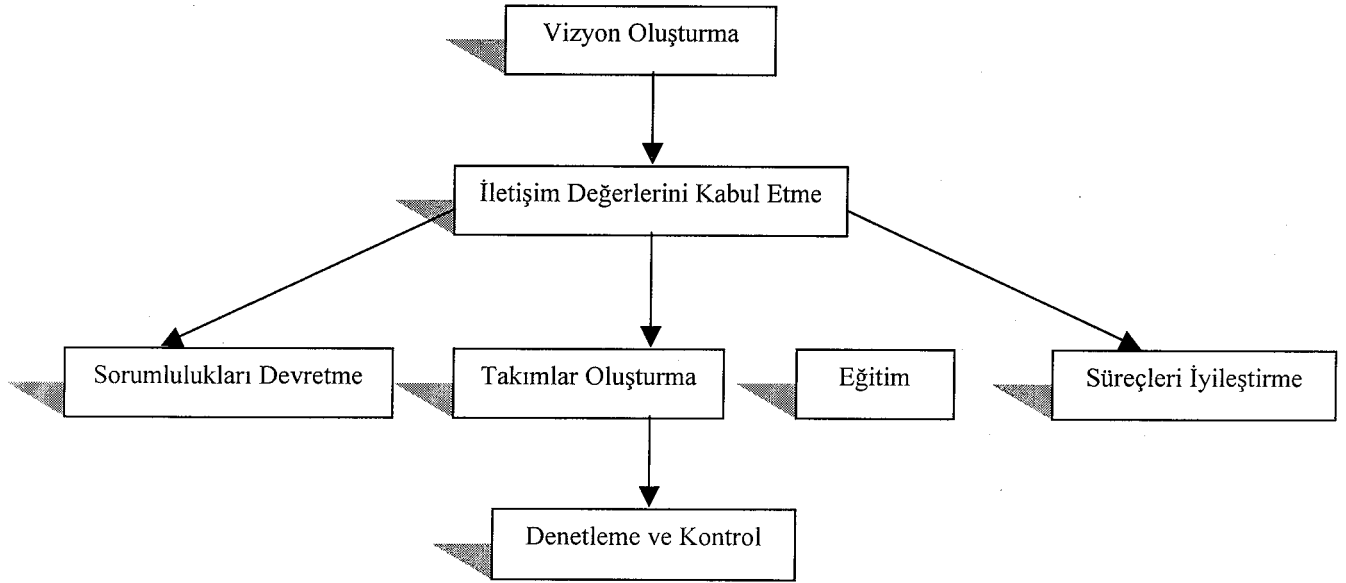 Vizyon Oluşturma
İletişim Değerlerini Kabul Etme
Sorumlulukları Devretme
Takımlar Oluşturma
Eğitim
Süreçleri İyileştirme
Denetleme ve Kontrol